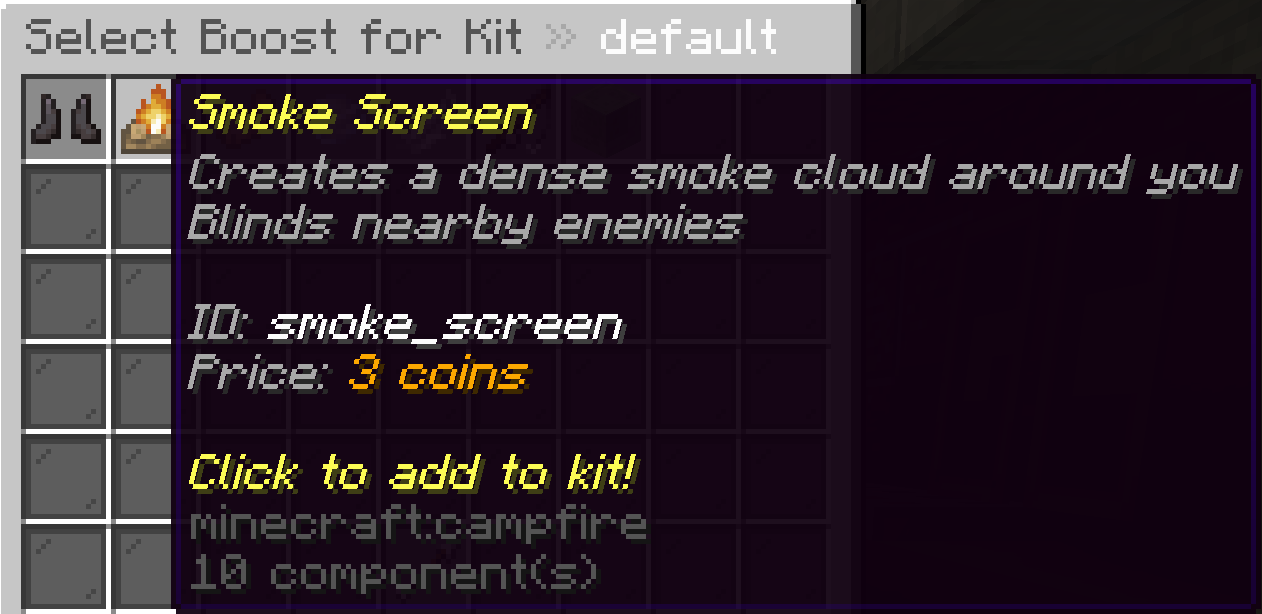 Select Boost for Kit » default
Smoke Screen
Creates a dense smoke cloud around you
Blinds nearby enemies
ID: smoke_screen
Price: 3 coins
Click to add to kit!
minecraft:campfire
10 component(s)